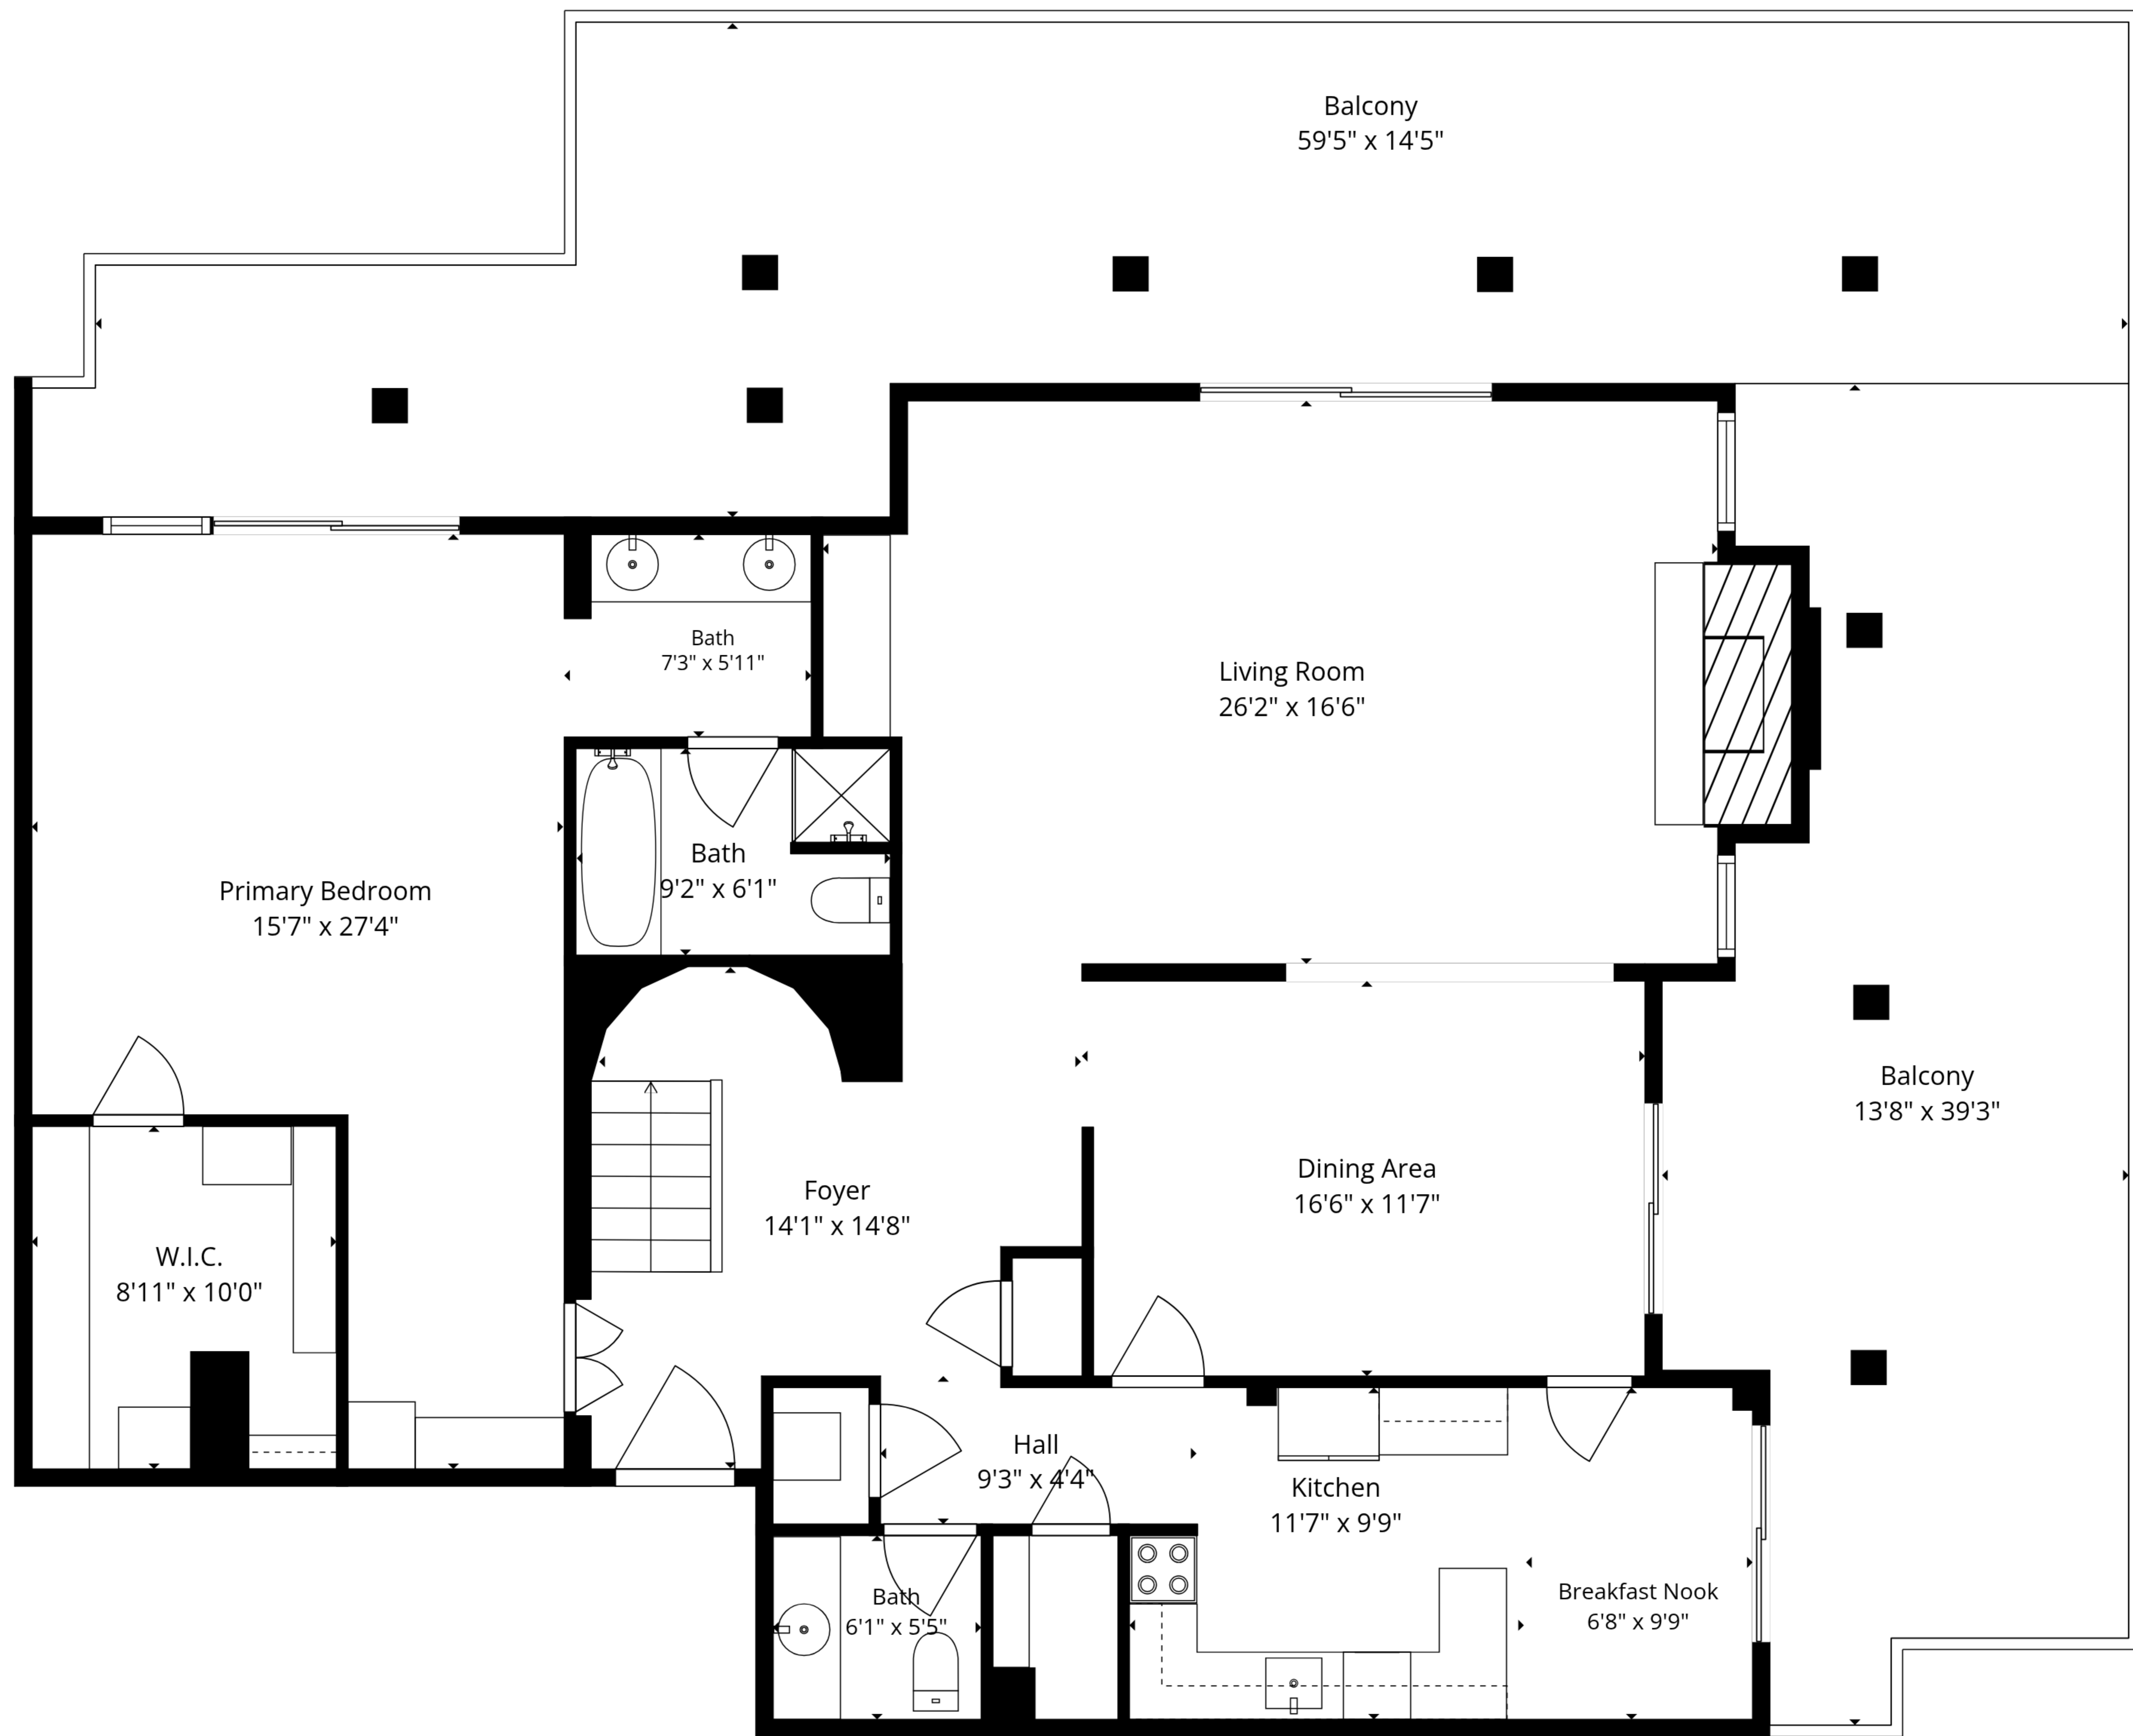 Balcony
59'5" x 14'5"
Bath
7'3" x 5'11"
Living Room
26'2" x 16'6"
Bath
9'2" x 6'1"
Primary Bedroom
15'7" x 27'4"
Balcony
13'8" x 39'3"
Dining Area
16'6" x 11'7"
Foyer
14'1" x 14'8"
W.I.C.
8'11" x 10'0"
Hall
9'3" x 4'4"
Kitchen
11'7" x 9'9"
Breakfast Nook
6'8" x 9'9"
Bath
6'1" x 5'5"